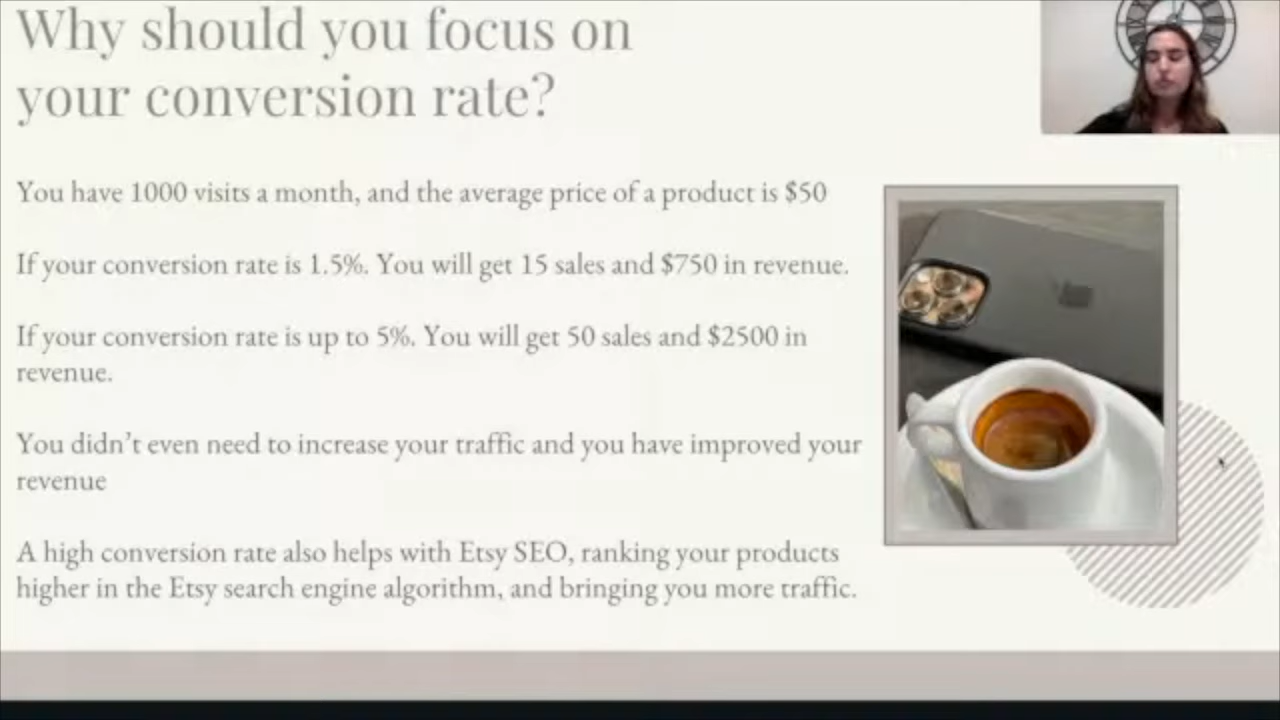 Why should you focus on
your conversion rate?
You have 1000 visits a month, and the average price of a product is $50
If your conversion rate is 1.5%. You will get 15 sales and $750 in revenue.
If your conversion rate is up to 5%. You will get 50 sales and $2500 in
revenue.
You didn’t even need to increase your traffic and you have improved your
revenue
A high conversion rate also helps with Etsy SEO, ranking your products
higher in the Etsy search engine algorithm, and bringing you more traffic.